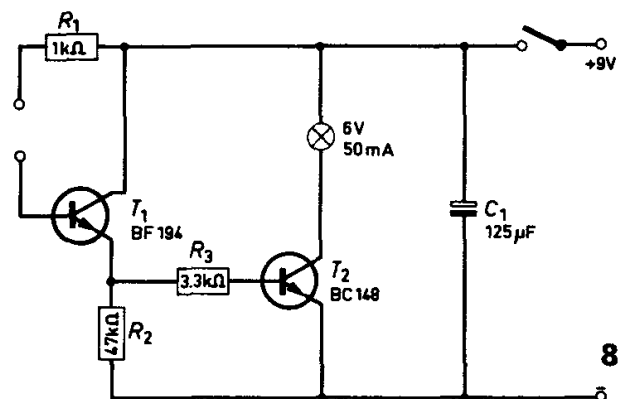 R1
1kΩ
+9V
6V
50mA
T1
BF 194
C1
125µF
R3
3.3kΩ
T2
BC 148
47kΩ
R2
8
-